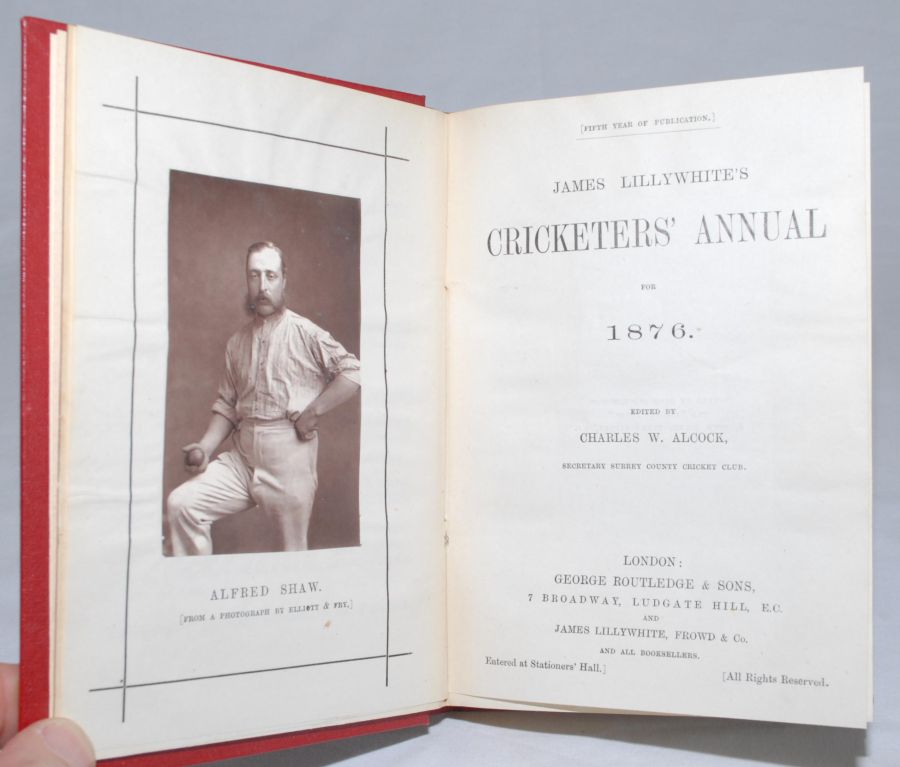 ALFRED SHAW.
[FROM A PHOTOGRAPH BY ELLIOTT & FRY.]
[FIFTH YEAR OF PUBLICATION.]
JAMES LILLYWHITE'S
CRICKETERS' ANNUAL
FOR
1876.
EDITED BY
CHARLES W. ALCOCK,
SECRETARY SURREY COUNTY CRICKET CLUB.
LONDON:
GEORGE ROUTLEDGE & SONS,
7 BROADWAY, LUDGATE HILL, E.C.
AND
JAMES LILLYWHITE, FROWD & Co.
AND ALL BOOKSELLERS.
Entered at Stationers' Hall.]
[All Rights Reserved.